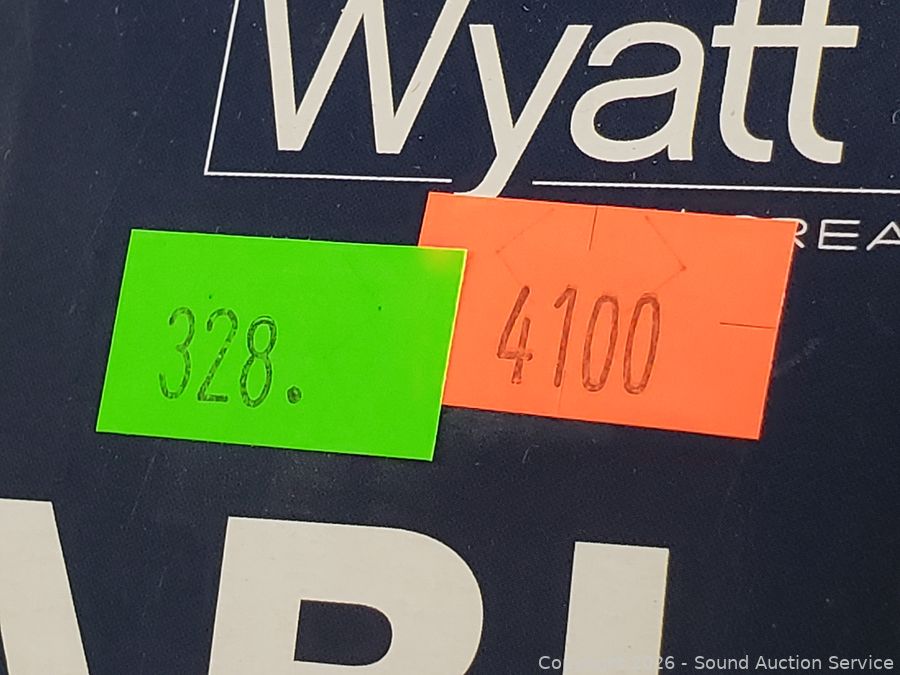 Wyatt
328.
4100
Copyright 2026 - Sound Auction Service